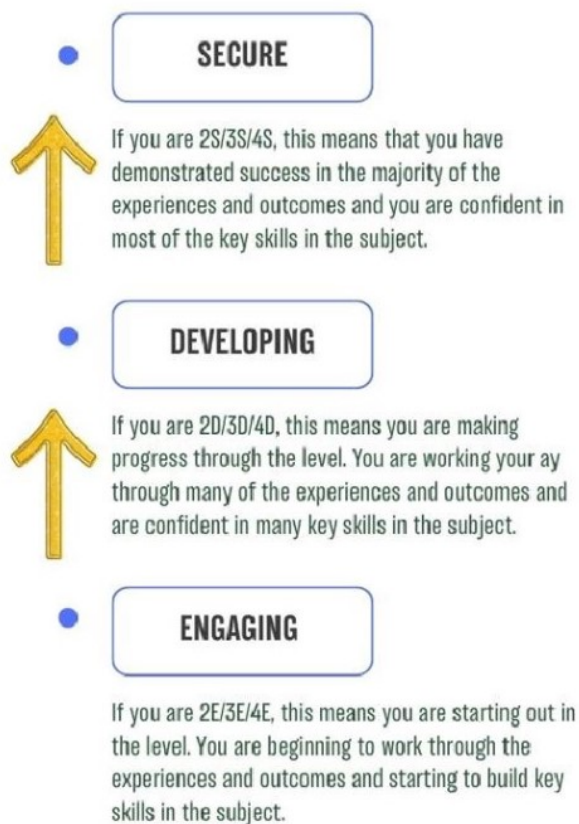 SECURE
If you are 2S/3S/4S, this means that you have
demonstrated success in the majority of the
experiences and outcomes and you are confident in
most of the key skills in the subject.
DEVELOPING
If you are 2D/3D/4D, this means you are making
progress through the level. You are working your ay
through many of the experiences and outcomes and
are confident in many key skills in the subject.
ENGAGING
If you are 2E/3E/4E, this means you are starting out in
the level. You are beginning to work through the
experiences and outcomes and starting to build key
skills in the subject.